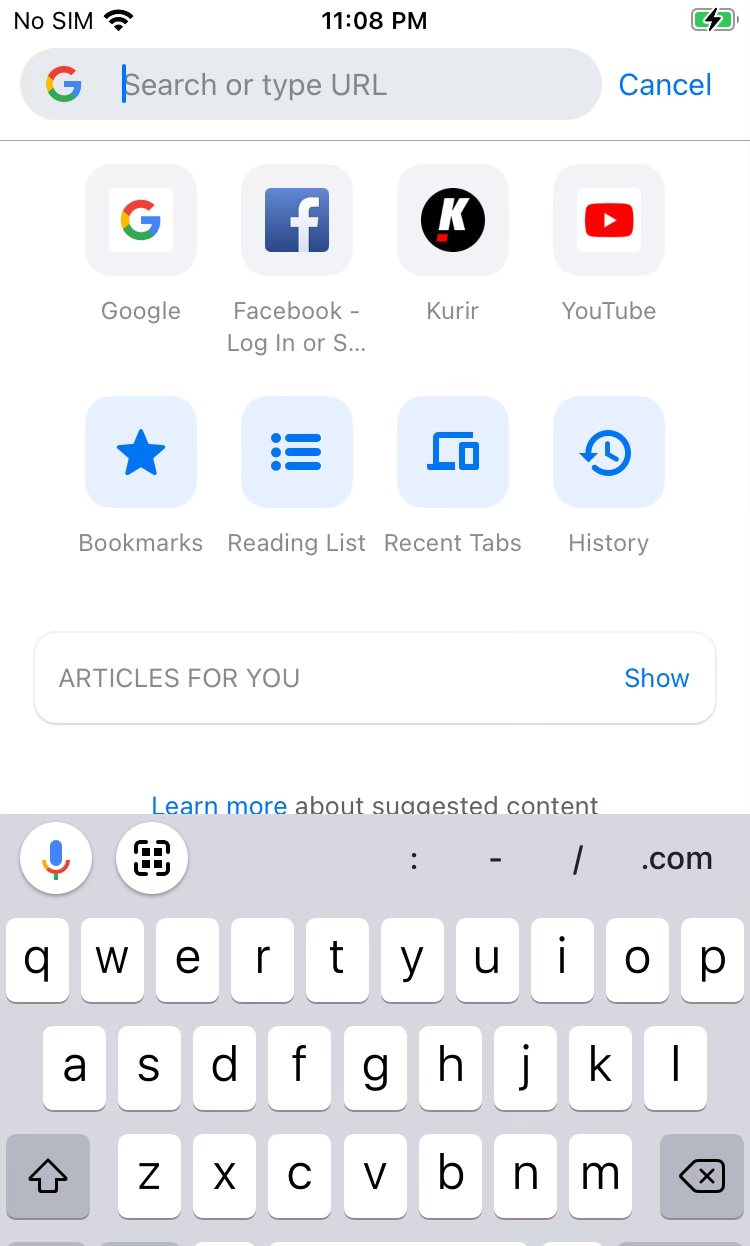 No SIM 11:08 PM
Search or type URL Cancel
Google Facebook - Kurir YouTube
Log In or S...
Bookmarks Reading List Recent Tabs History
ARTICLES FOR YOU Show
Learn more about suggested content
: - / .com
q w e r t y u i o p
a s d f g h j k l
z x c v b n m